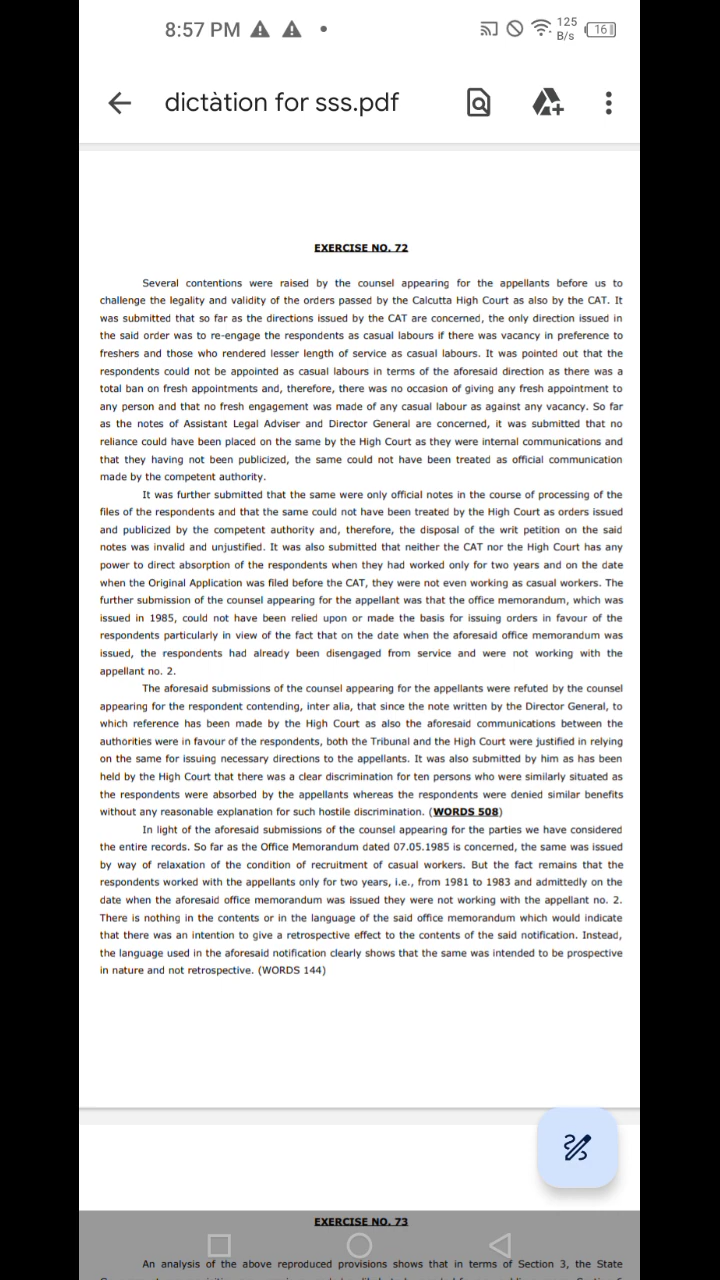 8:57 PM
125
B/s
16
dictàtion for sss.pdf
EXERCISE NO. 72
Several contentions were raised by the counsel appearing for the appellants before us to
challenge the legality and validity of the orders passed by the Calcutta High Court as also by the CAT. It
was submitted that so far as the directions issued by the CAT are concerned, the only direction issued in
the said order was to re-engage the respondents as casual labours if there was vacancy in preference to
freshers and those who rendered lesser length of service as casual labours. It was pointed out that the
respondents could not be appointed as casual labours in terms of the aforesaid direction as there was a
total ban on fresh appointments and, therefore, there was no occasion of giving any fresh appointment to
any person and that no fresh engagement was made of any casual labour as against any vacancy. So far
as the notes of Assistant Legal Adviser and Director General are concerned, it was submitted that no
reliance could have been placed on the same by the High Court as they were internal communications and
that they having not been publicized, the same could not have been treated as official communication
made by the competent authority.
It was further submitted that the same were only official notes in the course of processing of the
files of the respondents and that the same could not have been treated by the High Court as orders issued
and publicized by the competent authority and, therefore, the disposal of the writ petition on the said
notes was invalid and unjustified. It was also submitted that neither the CAT nor the High Court has any
power to direct absorption of the respondents when they had worked only for two years and on the date
when the Original Application was filed before the CAT, they were not even working as casual workers. The
further submission of the counsel appearing for the appellant was that the office memorandum, which was
issued in 1985, could not have been relied upon or made the basis for issuing orders in favour of the
respondents particularly in view of the fact that on the date when the aforesaid office memorandum was
issued, the respondents had already been disengaged from service and were not working with the
appellant no. 2.
The aforesaid submissions of the counsel appearing for the appellants were refuted by the counsel
appearing for the respondent contending, inter alia, that since the note written by the Director General, to
which reference has been made by the High Court as also the aforesaid communications between the
authorities were in favour of the respondents, both the Tribunal and the High Court were justified in relying
on the same for issuing necessary directions to the appellants. It was also submitted by him as has been
held by the High Court that there was a clear discrimination for ten persons who were similarly situated as
the respondents were absorbed by the appellants whereas the respondents were denied similar benefits
without any reasonable explanation for such hostile discrimination. (WORDS 508)
In light of the aforesaid submissions of the counsel appearing for the parties we have considered
the entire records. So far as the Office Memorandum dated 07.05.1985 is concerned, the same was issued
by way of relaxation of the condition of recruitment of casual workers. But the fact remains that the
respondents worked with the appellants only for two years, i.e., from 1981 to 1983 and admittedly on the
date when the aforesaid office memorandum was issued they were not working with the appellant no. 2.
There is nothing in the contents or in the language of the said office memorandum which would indicate
that there was an intention to give a retrospective effect to the contents of the said notification. Instead,
the language used in the aforesaid notification clearly shows that the same was intended to be prospective
in nature and not retrospective. (WORDS 144)
EXERCISE NO. 73
An analysis of the above reproduced provisions shows that in terms of Section 3, the State